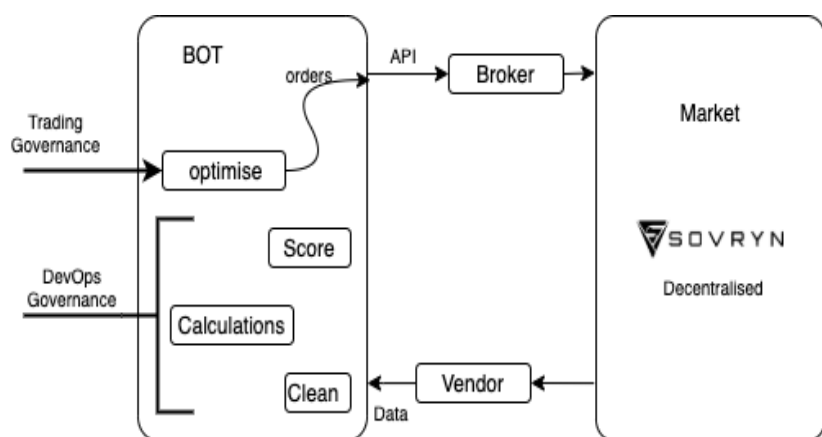 BOT
orders
API
Broker
Market
Trading
Governance
optimise
Score
SOVRYN
DevOps
Governance
Decentralised
Calculations
Clean
Vendor
Data